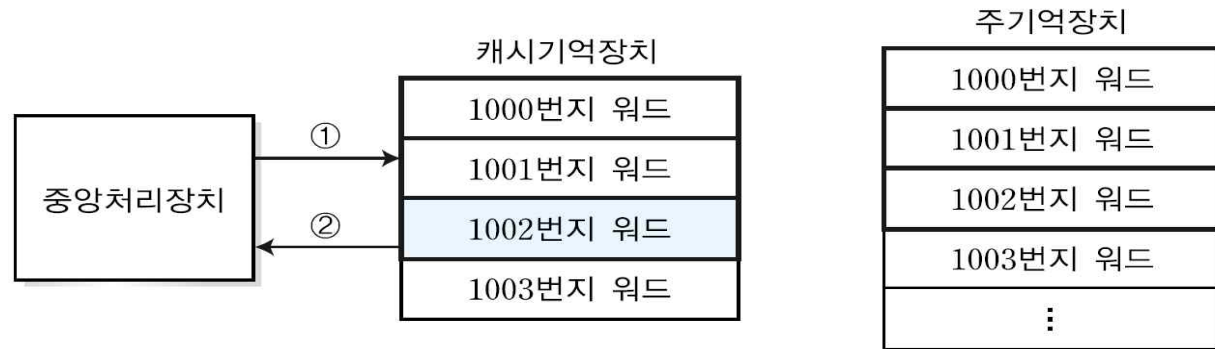 캐시기억장치
1000번지 워드
1001번지 워드
1002번지 워드
1003번지 워드
중앙처리장치
①
②
주기억장치
1000번지 워드
1001번지 워드
1002번지 워드
1003번지 워드
⋮